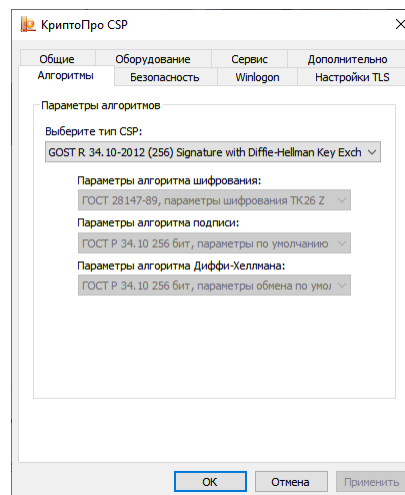 КриптоПро CSP
Общие Оборудование Сервис Дополнительно
Алгоритмы Безопасность Winlogon Настройки TLS
Параметры алгоритмов
Выберите тип CSP:
GOST R 34.10-2012 (256) Signature with Diffie-Hellman Key Exch
Параметры алгоритма шифрования:
ГОСТ 28147-89, параметры шифрования ТК26 Z
Параметры алгоритма подписи:
ГОСТ Р 34.10 256 бит, параметры по умолчанию
Параметры алгоритма Диффи-Хеллмана:
ГОСТ Р 34.10 256 бит, параметры обмена по умол
ОК Отмена Применить